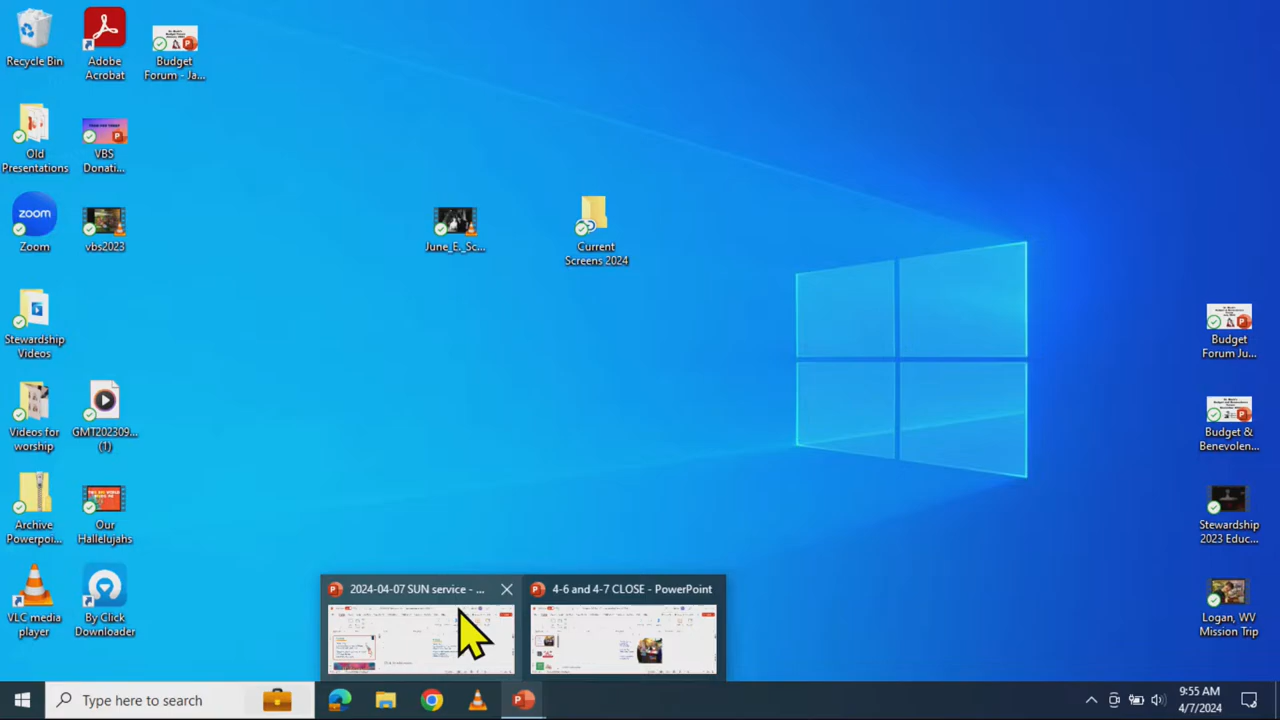 Recycle Bin
Adobe
Acrobat
Budget
Forum - Ja...
Old
Presentations
VBS
Donati...
zoom
Zoom
vbs2023
June_E._Sc...
Current
Screens 2024
Stewardship
Videos
Videos for
worship
GMT202309...
(1)
Archive
Powerpoi...
Our
Hallelujahs
VLC media
player
By Click
Downloader
Budget
Forum Ju...
Budget &
Benevolen...
Stewardship
2023 Educ...
Logan, WV
Mission Trip
2024-04-07 SUN service - ...
4-6 and 4-7 CLOSE - PowerPoint
Type here to search
9:55 AM
4/7/2024